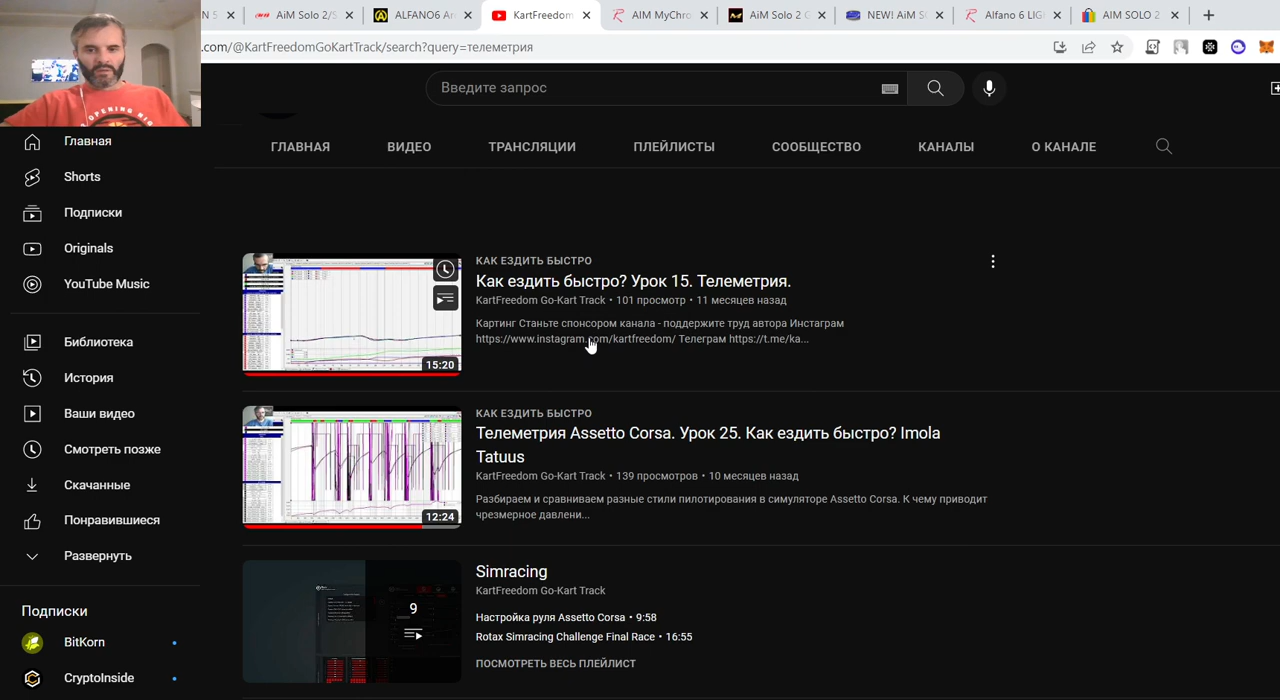 N 5
AiM Solo 2/S
ALFANO6 Ar
KartFreedom
AIM MyChro
AiM Solo 2 G
NEW! AiM S
Alfano 6 LIG
AIM SOLO 2
.com/@KartFreedomGoKartTrack/search?query=телеметрия
Введите запрос
ГЛАВНАЯ
ВИДЕО
ТРАНСЛЯЦИИ
ПЛЕЙЛИСТЫ
СООБЩЕСТВО
КАНАЛЫ
О КАНАЛЕ
Главная
Shorts
Подписки
Originals
YouTube Music
Библиотека
История
Ваши видео
Смотреть позже
Скачанные
Понравившиеся
Развернуть
Подписки
BitKorn
CryptoInside
КАК ЕЗДИТЬ БЫСТРО
Как ездить быстро? Урок 15. Телеметрия.
KartFreedom Go-Kart Track • 101 просмотр • 11 месяцев назад
Картинг Станьте спонсором канала - поддержите труд автора Инстаграм
https://www.instagram.com/kartfreedom/ Телеграм https://t.me/ka...
15:20
КАК ЕЗДИТЬ БЫСТРО
Телеметрия Assetto Corsa. Урок 25. Как ездить быстро? Imola
Tatuus
KartFreedom Go-Kart Track • 139 просмотров • 10 месяцев назад
Разбираем и сравниваем разные стили пилотирования в симуляторе Assetto Corsa. К чему приводит
чрезмерное давлени...
12:24
Simracing
KartFreedom Go-Kart Track
9
Настройка руля Assetto Corsa • 9:58
Rotax Simracing Challenge Final Race • 16:55
ПОСМОТРЕТЬ ВЕСЬ ПЛЕЙЛИСТ